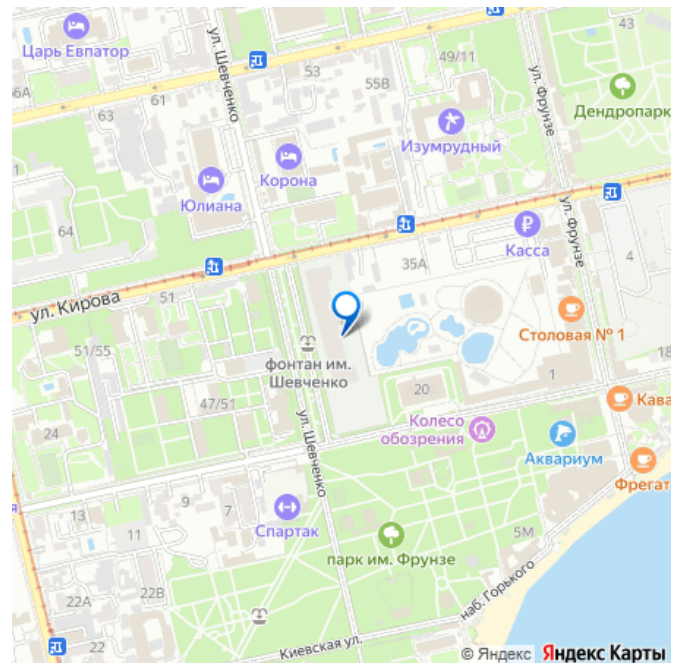 Царь Евпатор
ул. Шевченко
49/11
43
53
55В
66А
61
63
ул. Фрунзе
Дендропарк
Изумрудный
Корона
Юлиана
64
ул. Фрунзе
Касса
35А
4
ул. Кирова
51
Столовая № 1
51/55
фонтан им.
Шевченко
18
1
20
47/51
Кава
Колесо
обозрения
24
ул. Шевченко
Аквариум
Фрегат
9
7
13
11
Спартак
5М
парк им. Фрунзе
22А
22В
наб. Горького
Киевская ул.
© Яндекс Яндекс Карты